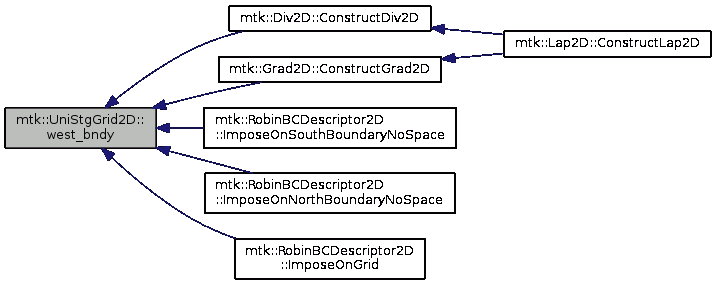 mtk::Div2D::ConstructDiv2D
mtk::Lap2D::ConstructLap2D
mtk::Grad2D::ConstructGrad2D
mtk::UniStgGrid2D::
west_bndy
mtk::RobinBCDescriptor2D
::ImposeOnSouthBoundaryNoSpace
mtk::RobinBCDescriptor2D
::ImposeOnNorthBoundaryNoSpace
mtk::RobinBCDescriptor2D
::ImposeOnGrid